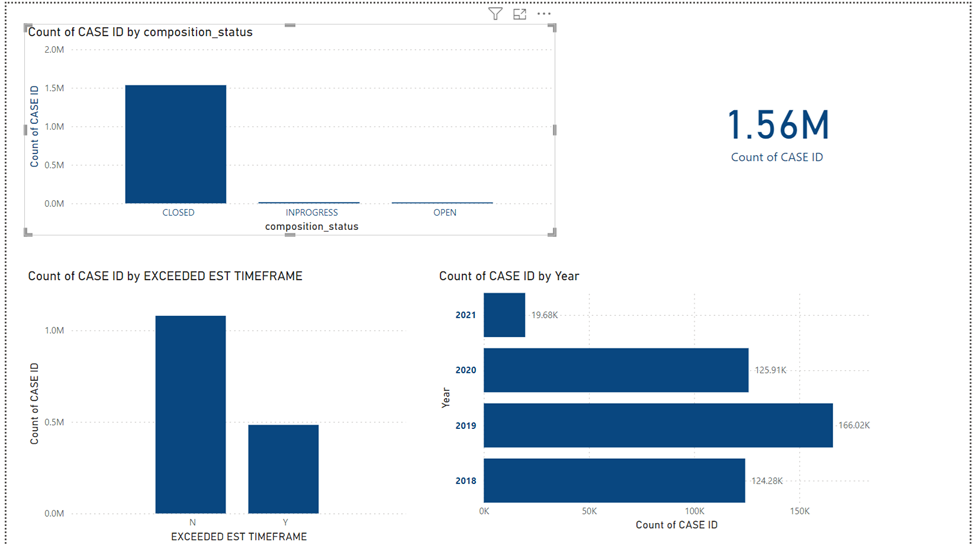 Count of CASE ID by composition_status
2.0M
1.5M
1.0M
0.5M
0.0M
Count of CASE ID
CLOSED INPROGRESS OPEN
composition_status
1.56M
Count of CASE ID
Count of CASE ID by EXCEEDED EST TIMEFRAME
1.0M
0.5M
0.0M
Count of CASE ID
N Y
EXCEEDED EST TIMEFRAME
Count of CASE ID by Year
2021 19.68K
2020 125.91K
2019 166.02K
2018 124.28K
Year
0K 50K 100K 150K
Count of CASE ID